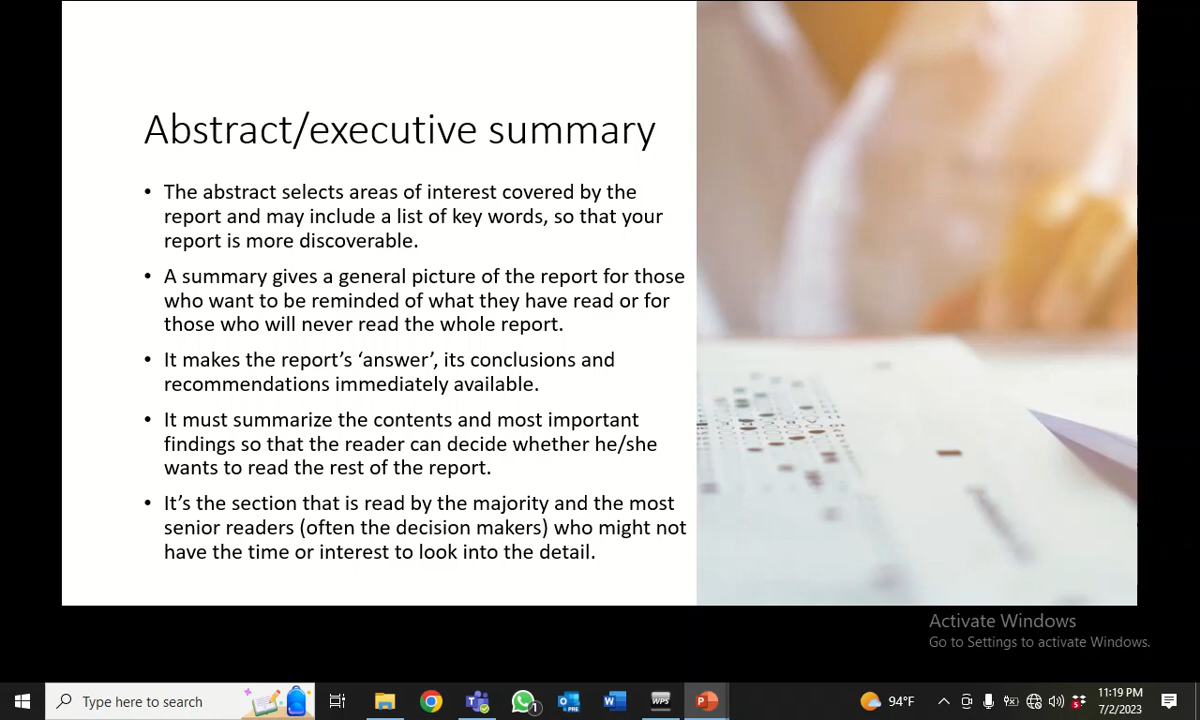 Abstract/executive summary
• The abstract selects areas of interest covered by the
report and may include a list of key words, so that your
report is more discoverable.
• A summary gives a general picture of the report for those
who want to be reminded of what they have read or for
those who will never read the whole report.
• It makes the report’s ‘answer’, its conclusions and
recommendations immediately available.
• It must summarize the contents and most important
findings so that the reader can decide whether he/she
wants to read the rest of the report.
• It’s the section that is read by the majority and the most
senior readers (often the decision makers) who might not
have the time or interest to look into the detail.
Activate Windows
Go to Settings to activate Windows.
Type here to search
1
PRE
W
WPS
P
94°F
11:19 PM
7/2/2023